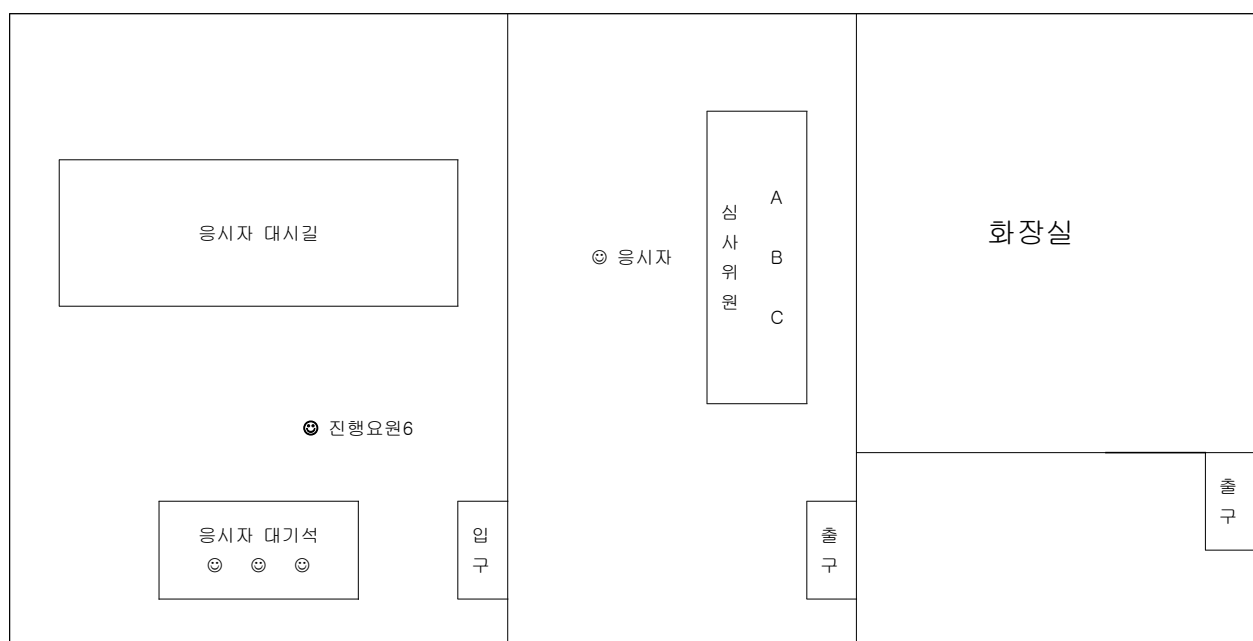 응시자 대시길
☺ 진행요원6
응시자 대기석
☺ ☺ ☺
입
구
☺ 응시자
심
사
위
원
A
B
C
출
구
화장실
출
구